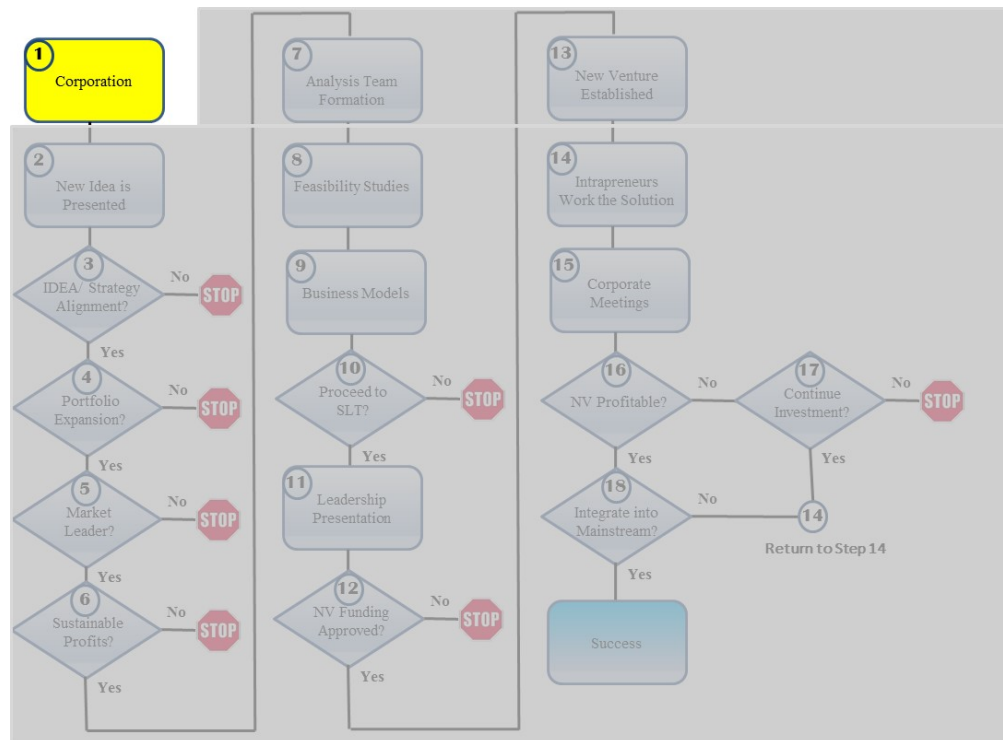 1
Corporation
2
New Idea is
Presented
3
IDEA/ Strategy
Alignment?
No
STOP
Yes
4
Portfolio
Expansion?
No
STOP
Yes
5
Market
Leader?
No
STOP
Yes
6
Sustainable
Profits?
No
STOP
Yes
7
Analysis Team
Formation
8
Feasibility Studies
9
Business Models
10
Proceed to
SLT?
No
STOP
Yes
11
Leadership
Presentation
12
NV Funding
Approved?
No
STOP
Yes
13
New Venture
Established
14
Intrapreneurs
Work the Solution
15
Corporate
Meetings
16
NV Profitable?
No
17
Continue
Investment?
No
STOP
Yes
Yes
18
Integrate into
Mainstream?
No
14
Return to Step 14
Yes
Success